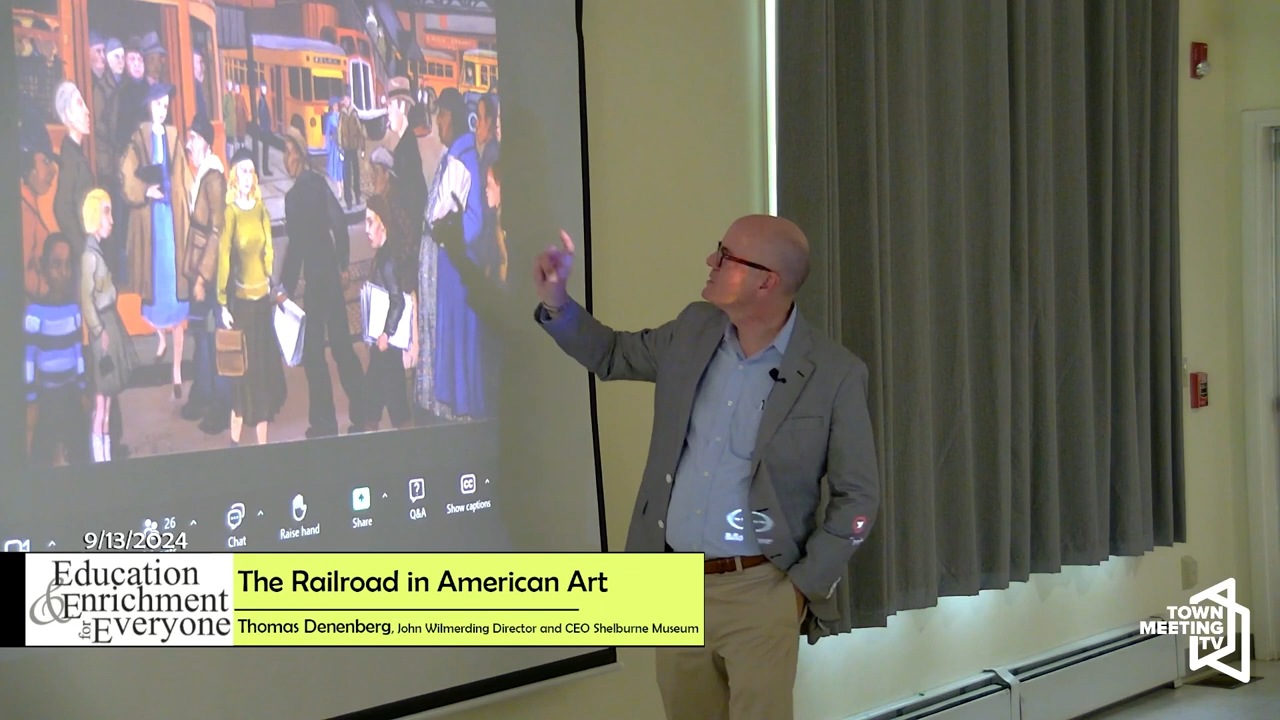 26
Chat
Raise hand
Share
Q&A
Show captions
9/13/2024
Education
& Enrichment
for Everyone
The Railroad in American Art
Thomas Denenberg, John Wilmerding Director and CEO Shelburne Museum
TOWN
MEETING
TV